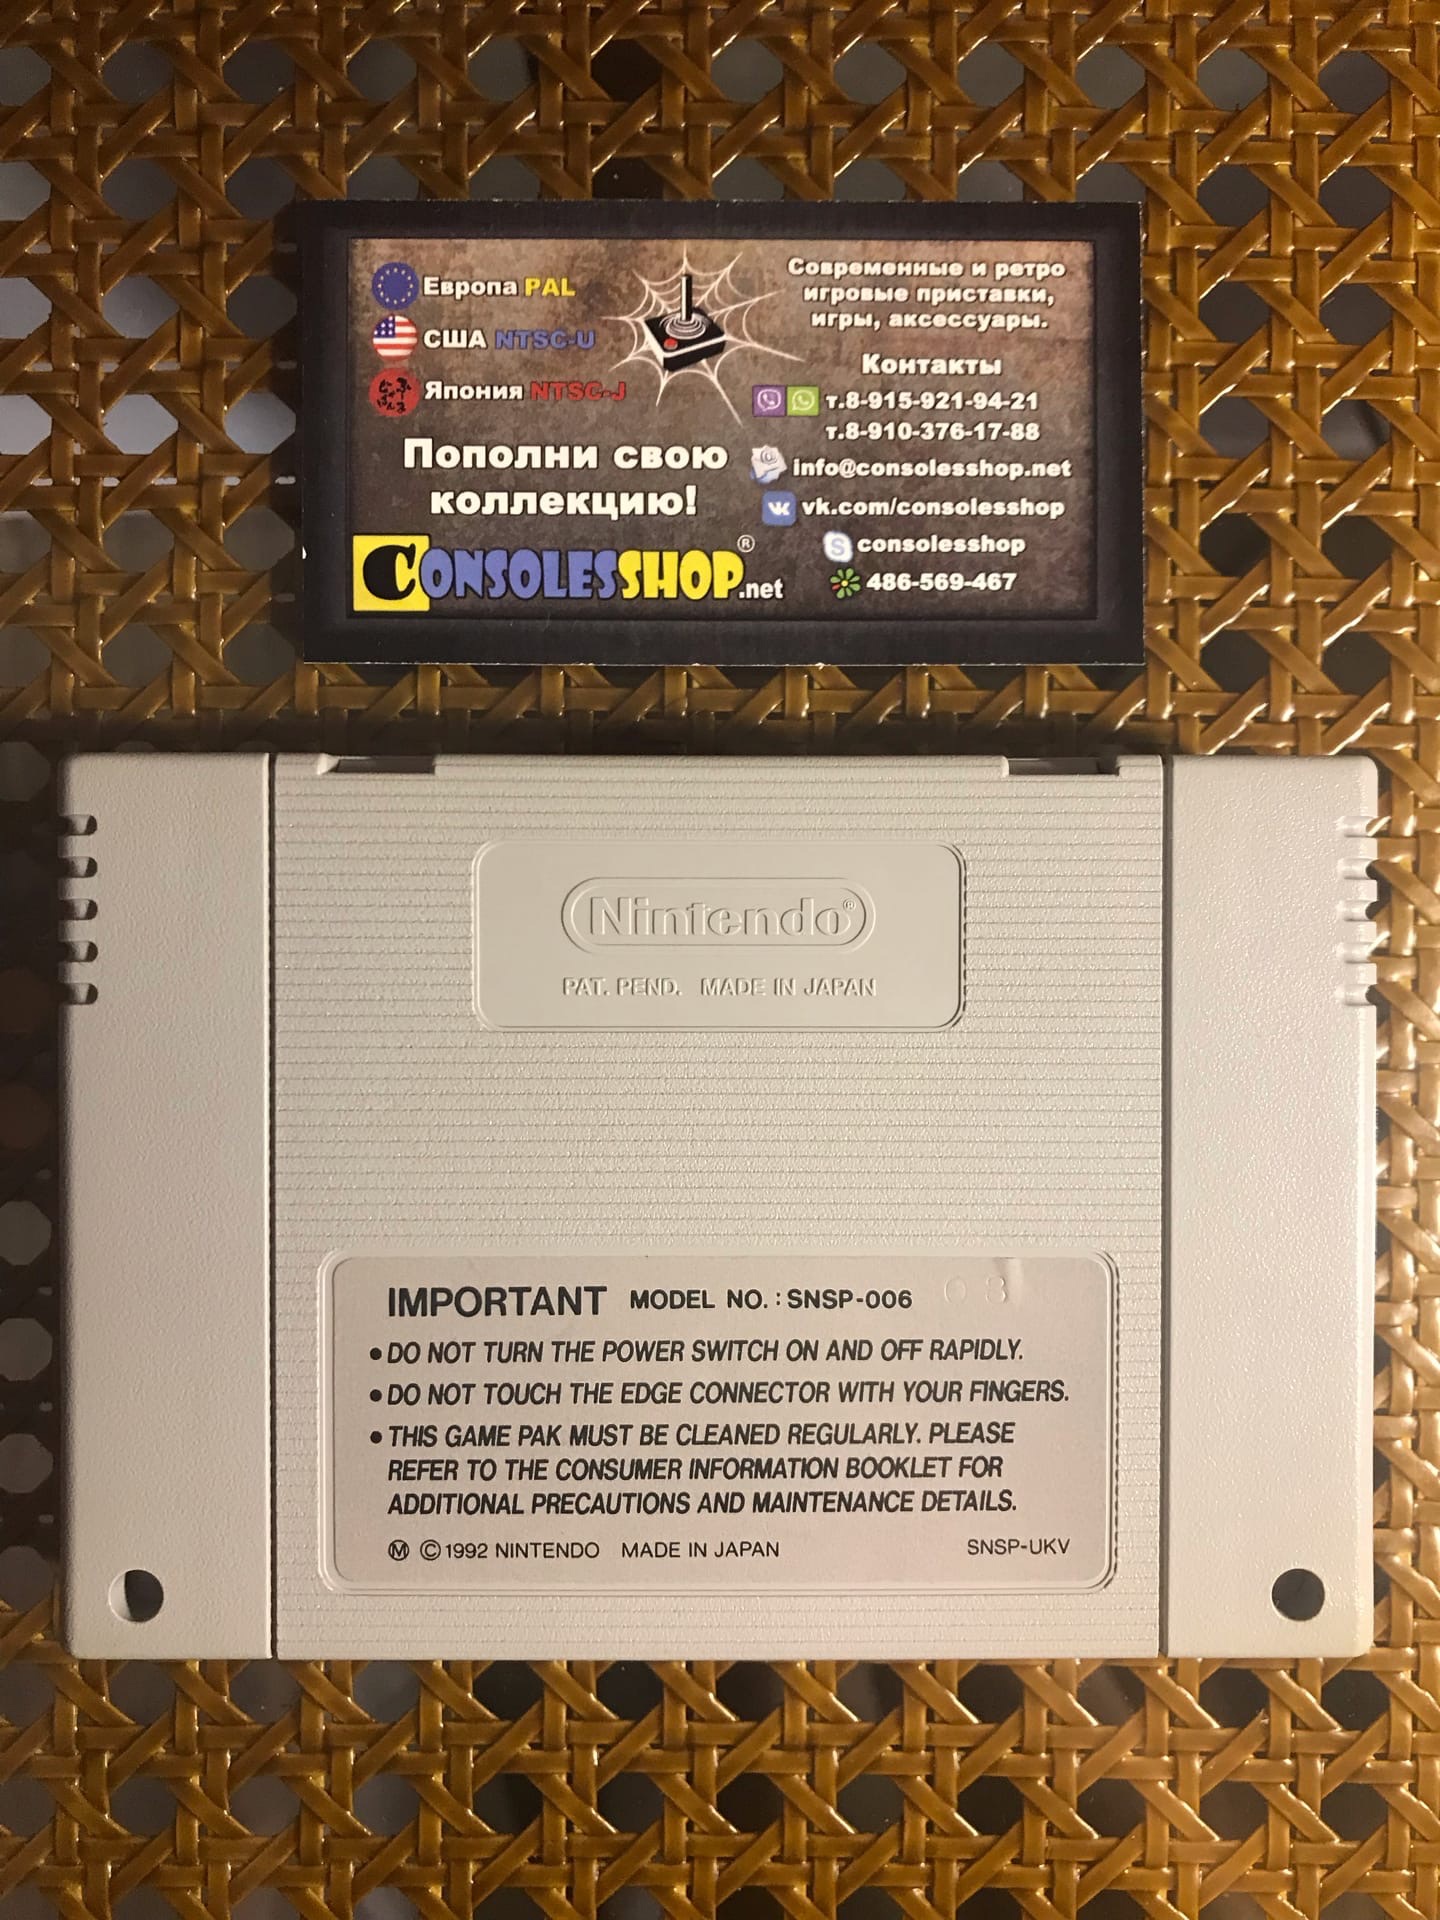 Европа PAL
США NTSC-U
Япония NTSC-J
Пополни свою
коллекцию!
CONSOLESSHOP®.net
Современные и ретро
игровые приставки,
игры, аксессуары.
Контакты
т.8-915-921-94-21
т.8-910-376-17-88
info@consolesshop.net
vk.com/consolesshop
consolesshop
486-569-467
Nintendo®
PAT. PEND. MADE IN JAPAN
IMPORTANT MODEL NO.: SNSP-006 03
• DO NOT TURN THE POWER SWITCH ON AND OFF RAPIDLY.
• DO NOT TOUCH THE EDGE CONNECTOR WITH YOUR FINGERS.
• THIS GAME PAK MUST BE CLEANED REGULARLY. PLEASE
REFER TO THE CONSUMER INFORMATION BOOKLET FOR
ADDITIONAL PRECAUTIONS AND MAINTENANCE DETAILS.
Ⓜ © 1992 NINTENDO MADE IN JAPAN SNSP-UKV